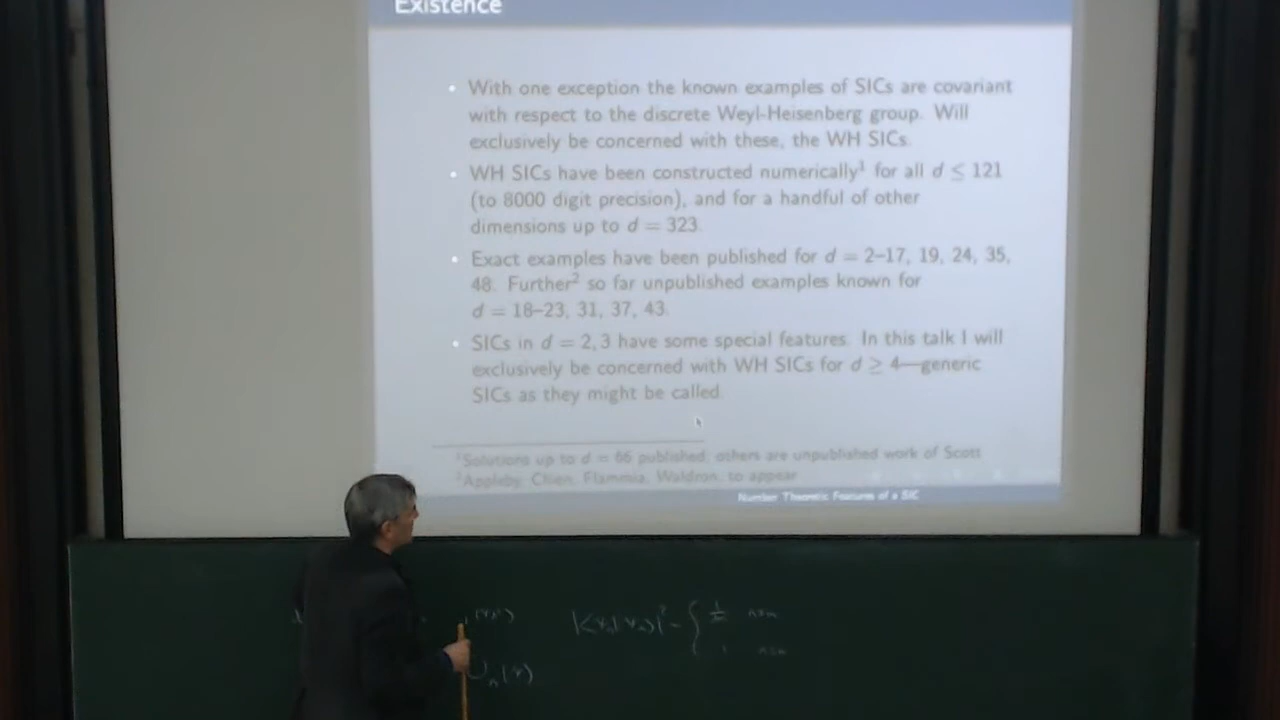 Existence
• With one exception the known examples of SICs are covariant
with respect to the discrete Weyl-Heisenberg group. Will
exclusively be concerned with these, the WH SICs.
• WH SICs have been constructed numerically¹ for all d ≤ 121
(to 8000 digit precision), and for a handful of other
dimensions up to d = 323.
• Exact examples have been published for d = 2–17, 19, 24, 35,
48. Further² so far unpublished examples known for
d = 18–23, 31, 37, 43.
• SICs in d = 2, 3 have some special features. In this talk I will
exclusively be concerned with WH SICs for d ≥ 4—generic
SICs as they might be called.
¹Solutions up to d = 66 published, others are unpublished work of Scott
²Appleby, Chien, Flammia, Waldron, to appear
Number Theoretic Features of a SIC